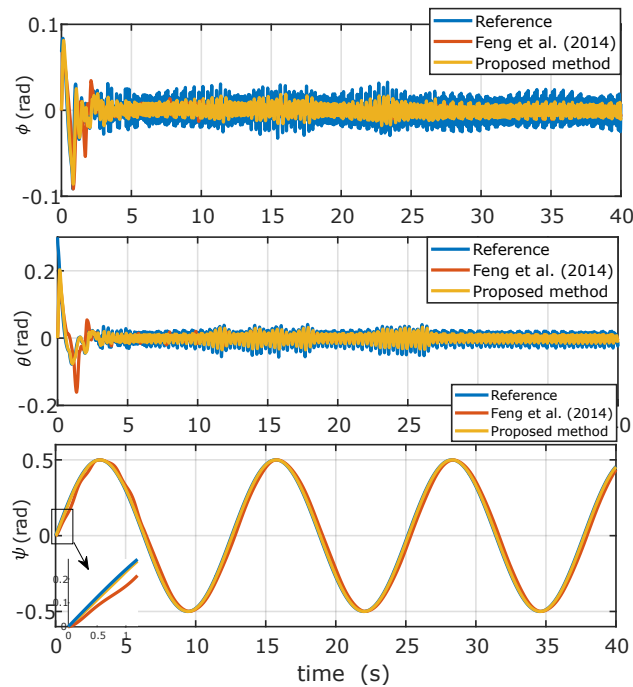 0.1
Reference
Feng et al. (2014)
Proposed method
0
ϕ (rad)
-0.1
0 5 10 15 20 25 30 35 40
Reference
Feng et al. (2014)
Proposed method
0.2
0
θ (rad)
-0.2
0 5 10 15 20 25 30 35 40
Reference
Feng et al. (2014)
Proposed method
0.5
0
ψ (rad)
-0.5
0.2
0.1
0
0 0.5 1
0 5 10 15 20 25 30 35 40
time (s)